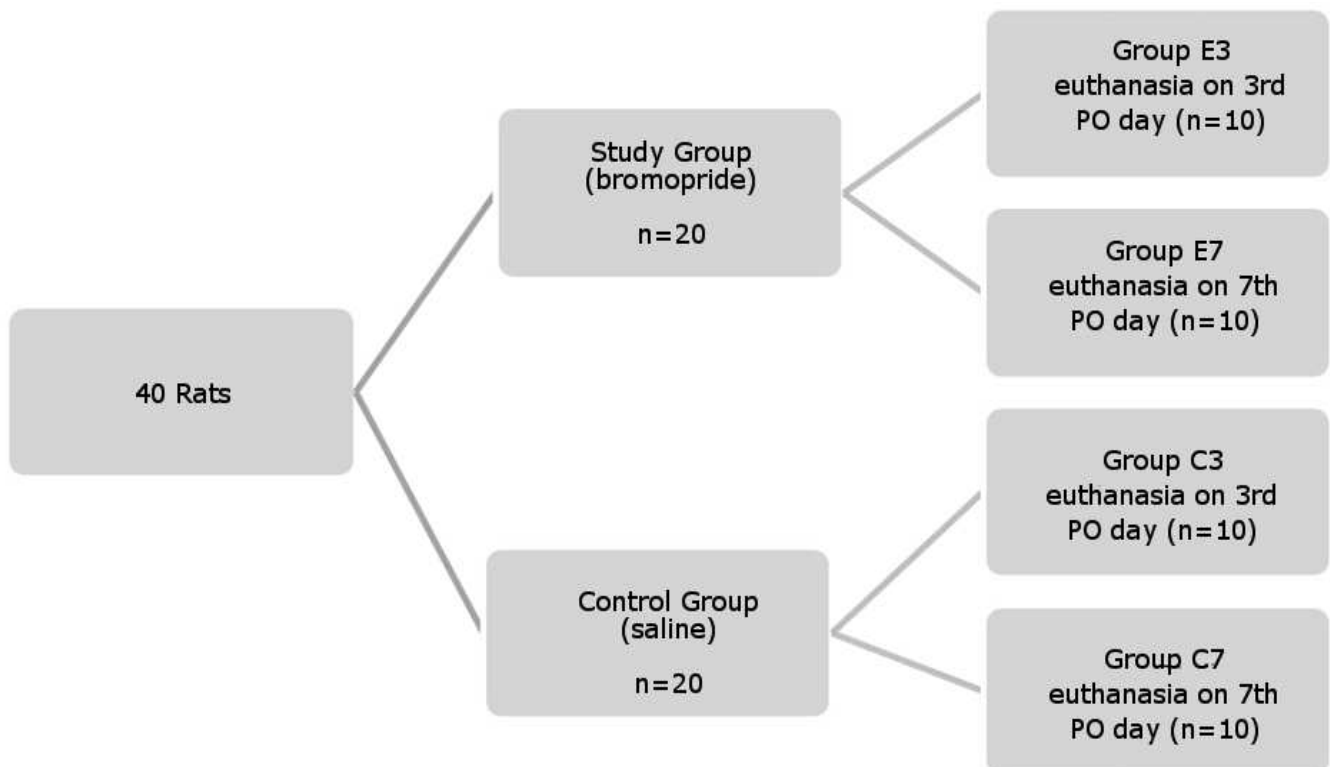 40 Rats
Study Group
(bromopride)
n=20
Control Group
(saline)
n=20
Group E3
euthanasia on 3rd
PO day (n=10)
Group E7
euthanasia on 7th
PO day (n=10)
Group C3
euthanasia on 3rd
PO day (n=10)
Group C7
euthanasia on 7th
PO day (n=10)